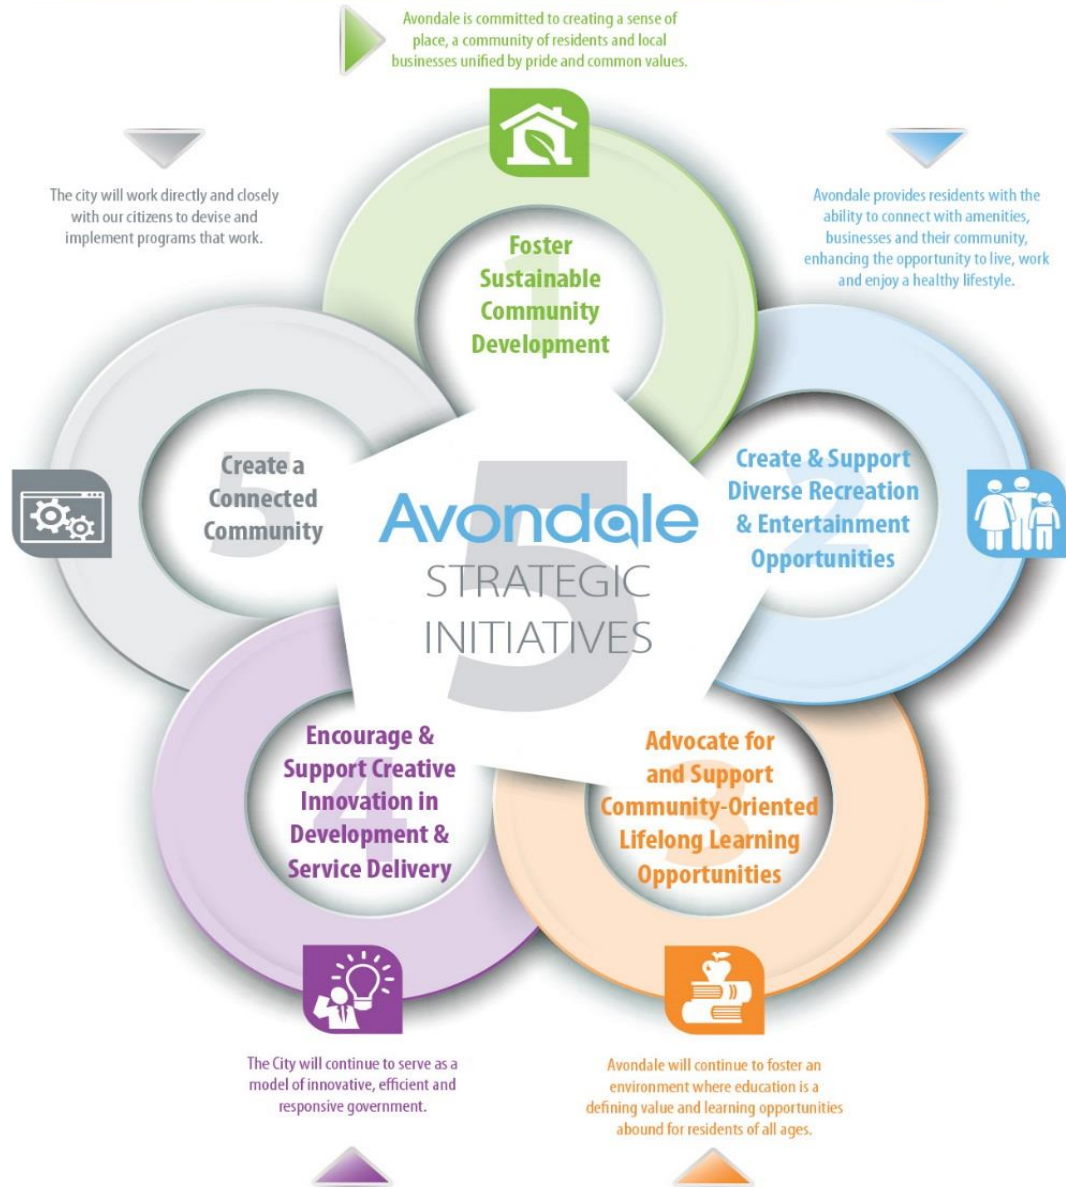 Avondale is committed to creating a sense of
place, a community of residents and local
businesses unified by pride and common values.
The city will work directly and closely
with our citizens to devise and
implement programs that work.
Avondale provides residents with the
ability to connect with amenities,
businesses and their community,
enhancing the opportunity to live, work
and enjoy a healthy lifestyle.
1
Foster
Sustainable
Community
Development
5
Create a
Connected
Community
5
Avondale
STRATEGIC
INITIATIVES
2
Create & Support
Diverse Recreation
& Entertainment
Opportunities
4
Encourage &
Support Creative
Innovation in
Development &
Service Delivery
3
Advocate for
and Support
Community-Oriented
Lifelong Learning
Opportunities
The City will continue to serve as a
model of innovative, efficient and
responsive government.
Avondale will continue to foster an
environment where education is a
defining value and learning opportunities
abound for residents of all ages.